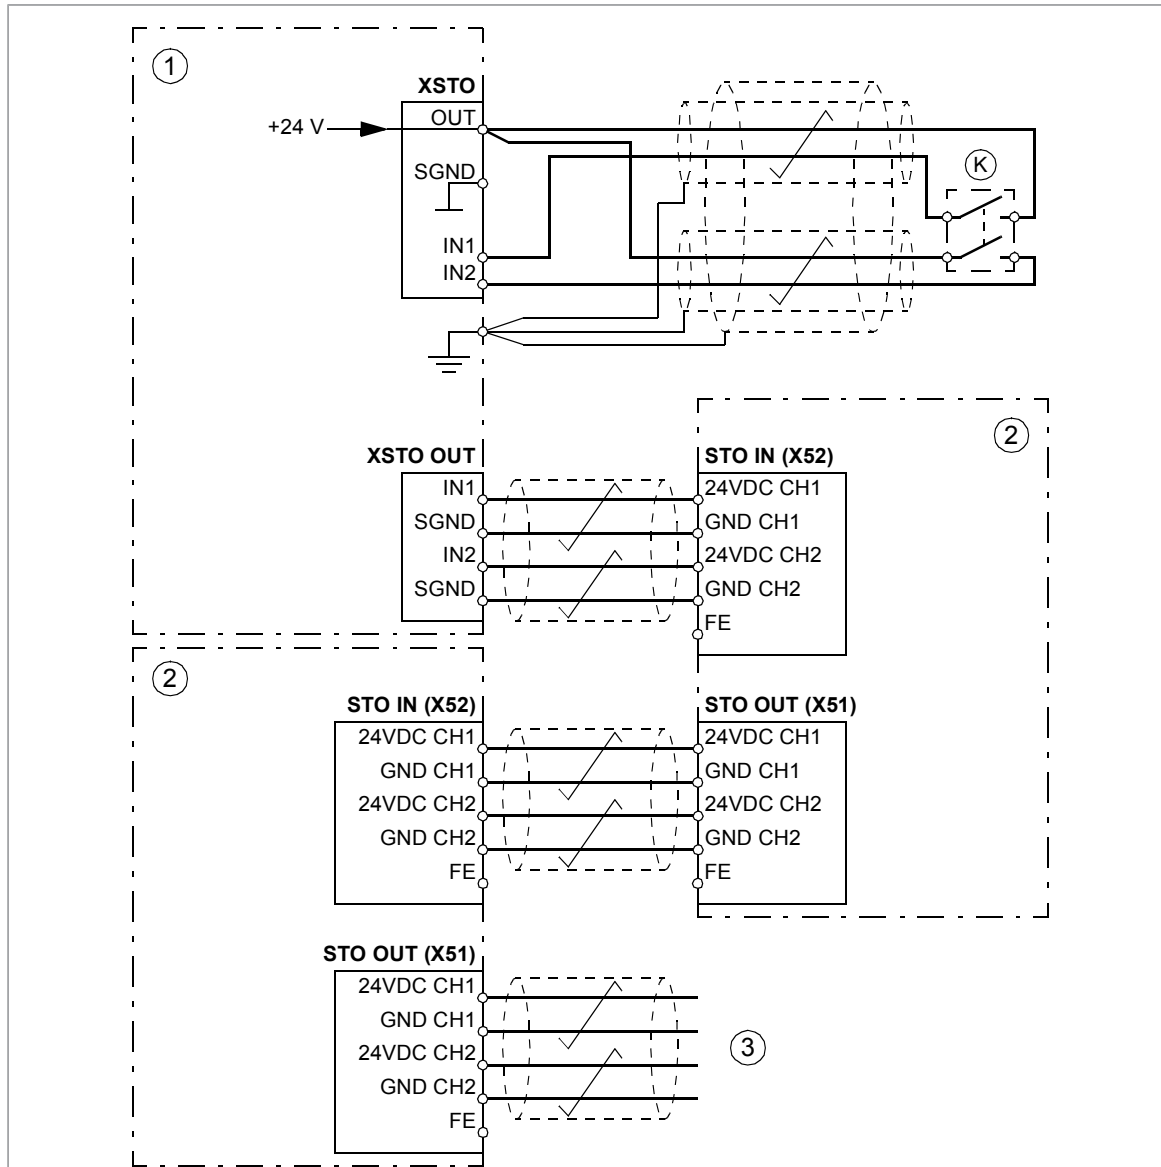 1
XSTO
OUT
+24 V
SGND
K
IN1
IN2
2
XSTO OUT
IN1
SGND
IN2
SGND
STO IN (X52)
24VDC CH1
GND CH1
24VDC CH2
GND CH2
FE
2
STO IN (X52)
24VDC CH1
GND CH1
24VDC CH2
GND CH2
FE
STO OUT (X51)
24VDC CH1
GND CH1
24VDC CH2
GND CH2
FE
STO OUT (X51)
24VDC CH1
GND CH1
24VDC CH2
GND CH2
FE
3